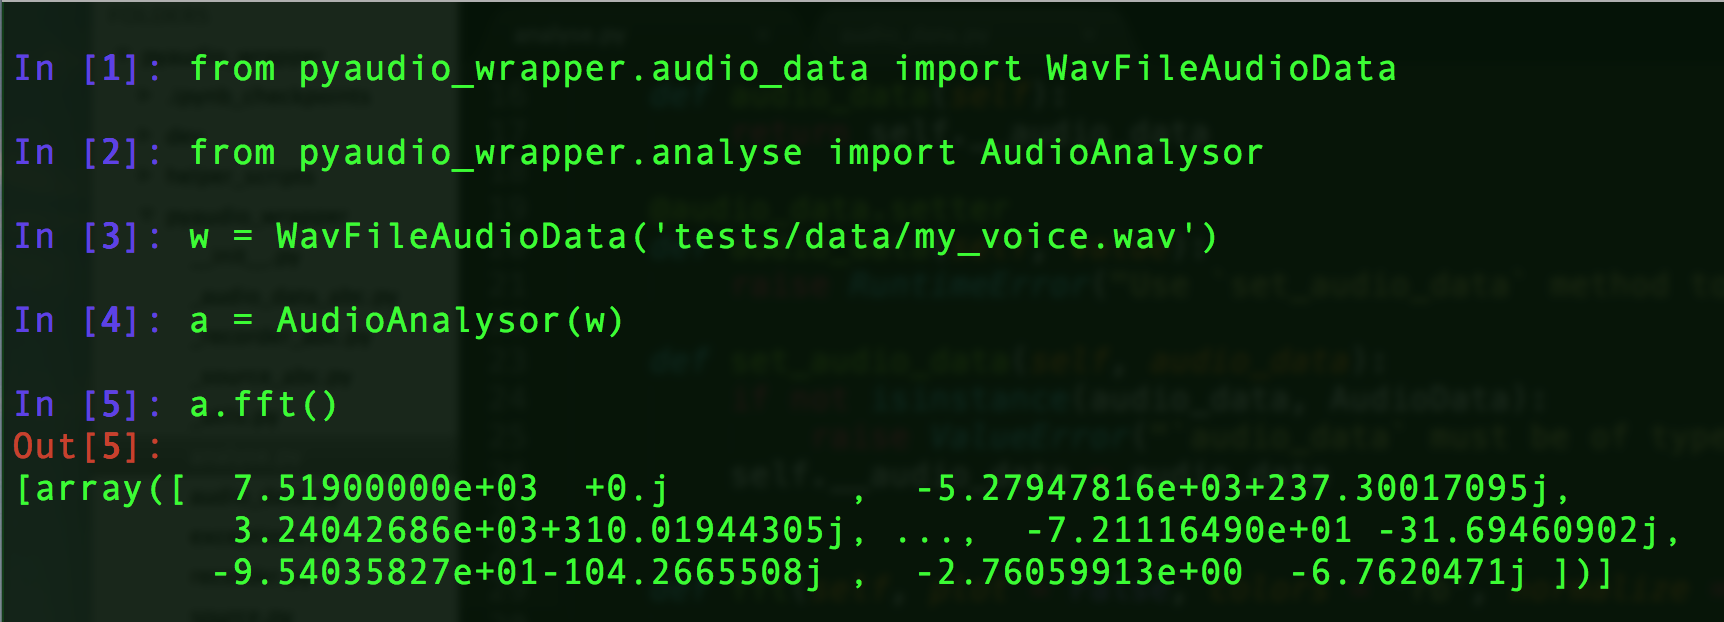 In [1]: from pyaudio_wrapper.audio_data import WavFileAudioData
In [2]: from pyaudio_wrapper.analyse import AudioAnalysor
In [3]: w = WavFileAudioData('tests/data/my_voice.wav')
In [4]: a = AudioAnalysor(w)
In [5]: a.fft()
Out[5]:
[array([  7.51900000e+03  +0.j       ,  -5.27947816e+03+237.30017095j,
         3.24042686e+03+310.01944305j, ...,  -7.21116490e+01 -31.69460902j,
        -9.54035827e+01-104.2665508j ,  -2.76059913e+00  -6.7620471j ])]